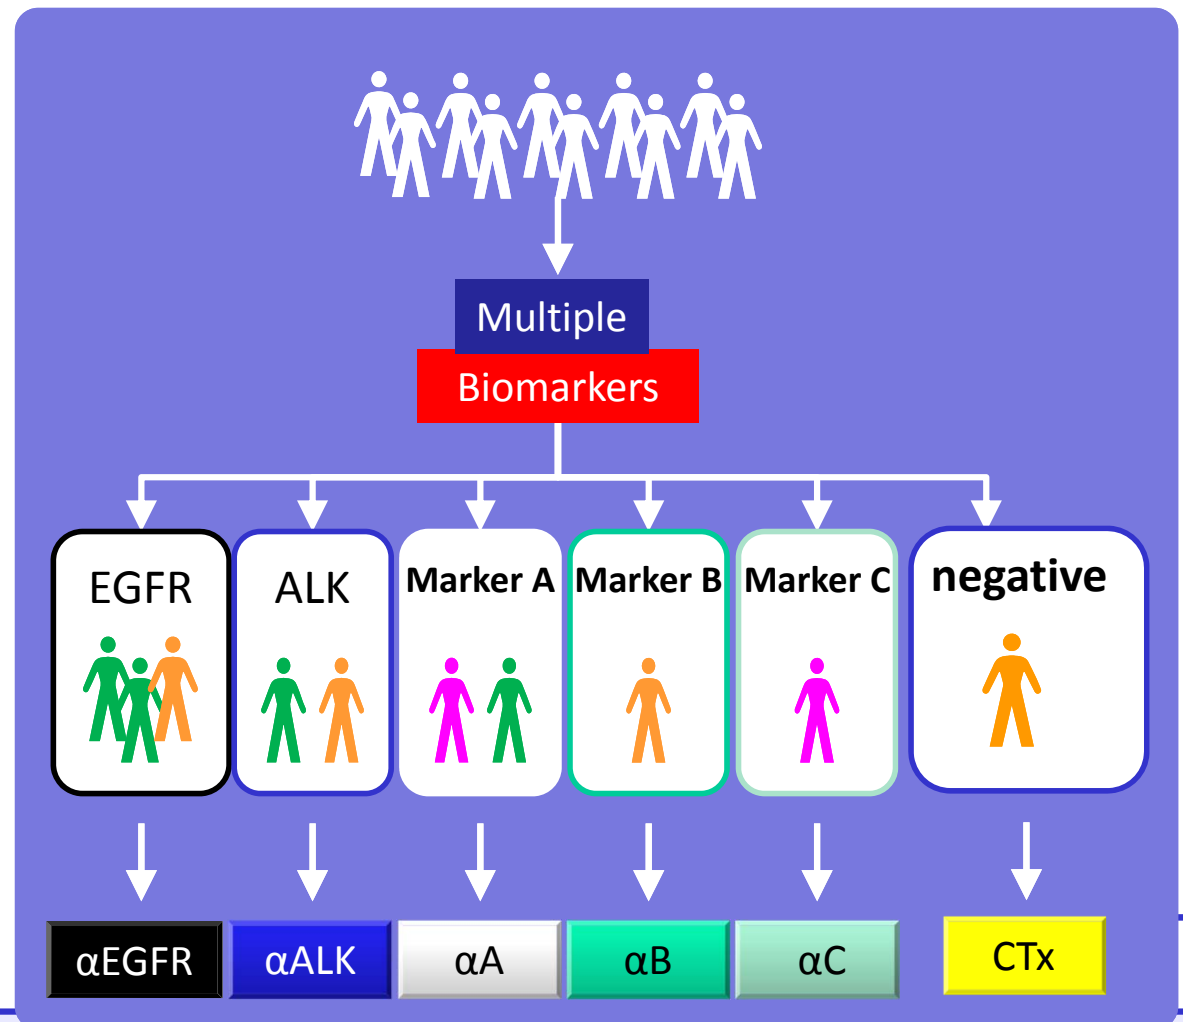 Multiple
Biomarkers
EGFR
ALK
Marker A
Marker B
Marker C
negative
αEGFR
αALK
αA
αB
αC
CTx